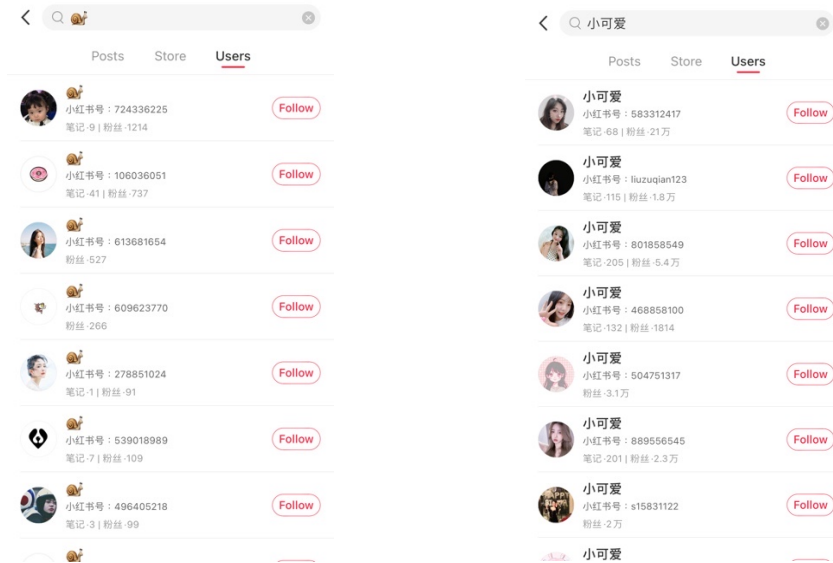 🐌
Posts Store Users
🐌
小红书号：724336225
笔记·9 | 粉丝·1214
Follow
🐌
小红书号：106036051
笔记·41 | 粉丝·737
Follow
🐌
小红书号：613681654
粉丝·527
Follow
🐌
小红书号：609623770
粉丝·266
Follow
🐌
小红书号：278851024
笔记·1 | 粉丝·91
Follow
🐌
小红书号：539018989
笔记·7 | 粉丝·109
Follow
🐌
小红书号：496405218
笔记·3 | 粉丝·99
Follow
🐌
小可爱
Posts Store Users
小可爱
小红书号：583312417
笔记·68 | 粉丝·21万
Follow
小可爱
小红书号：liuzuqian123
笔记·115 | 粉丝·1.8万
Follow
小可爱
小红书号：801858549
笔记·205 | 粉丝·5.4万
Follow
小可爱
小红书号：468858100
笔记·132 | 粉丝·1814
Follow
小可爱
小红书号：504751317
粉丝·3.1万
Follow
小可爱
小红书号：889556545
笔记·201 | 粉丝·2.3万
Follow
小可爱
小红书号：s15831122
粉丝·2万
Follow
小可爱